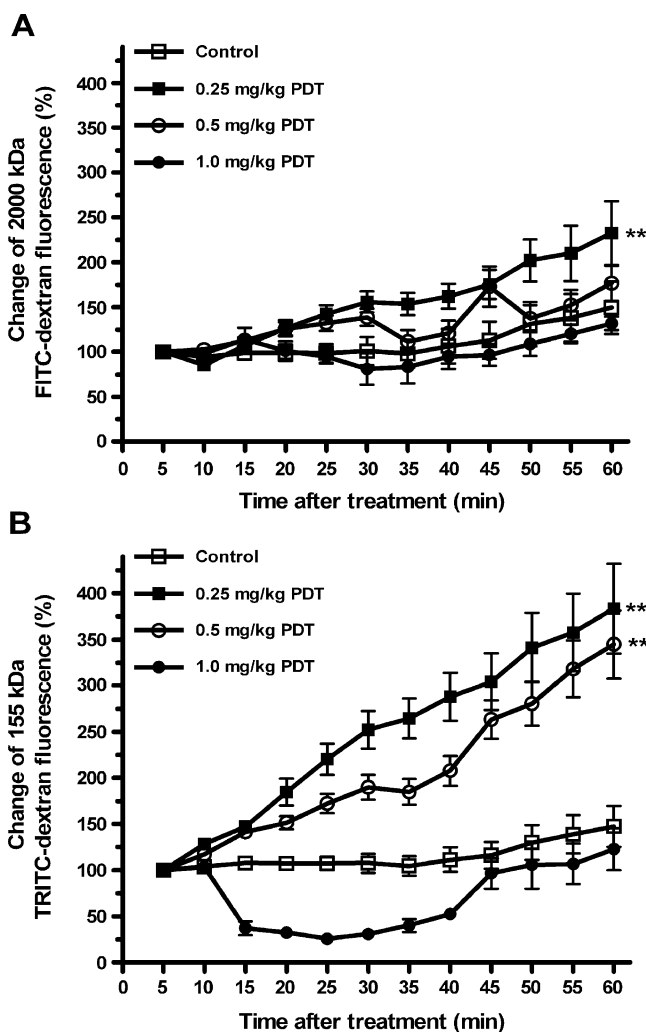 A
Control
0.25 mg/kg PDT
0.5 mg/kg PDT
1.0 mg/kg PDT
Change of 2000 kDa
FITC-dextran fluorescence (%)
400
350
300
250
200
150
100
50
0
**
0 5 10 15 20 25 30 35 40 45 50 55 60
Time after treatment (min)
B
Control
0.25 mg/kg PDT
0.5 mg/kg PDT
1.0 mg/kg PDT
Change of 155 kDa
TRITC-dextran fluorescence (%)
400
350
300
250
200
150
100
50
0
**
**
0 5 10 15 20 25 30 35 40 45 50 55 60
Time after treatment (min)